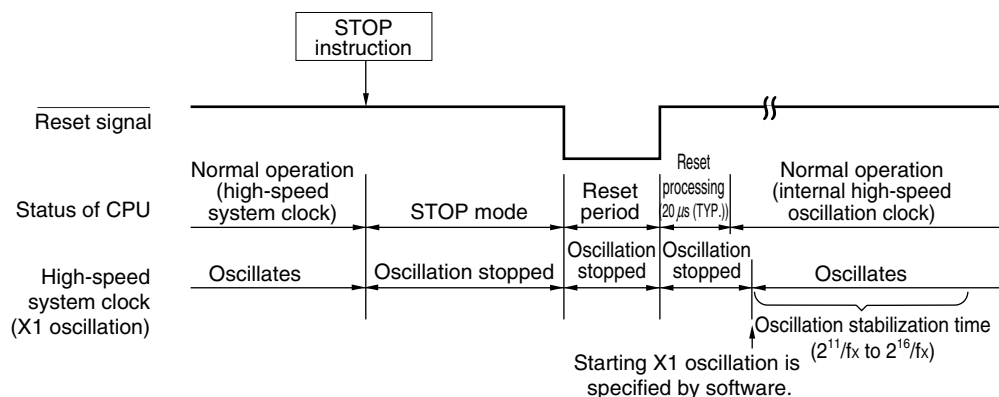 STOP
instruction
Reset signal
Normal operation
(high-speed
system clock)
Reset
processing
(20 μs (TYP.))
Normal operation
(internal high-speed
oscillation clock)
Status of CPU
STOP mode
Reset
period
High-speed
system clock
(X1 oscillation)
Oscillates
Oscillation stopped
Oscillation
stopped
Oscillation
stopped
Oscillates
Oscillation stabilization time
(2¹¹/fx to 2¹⁶/fx)
Starting X1 oscillation is
specified by software.